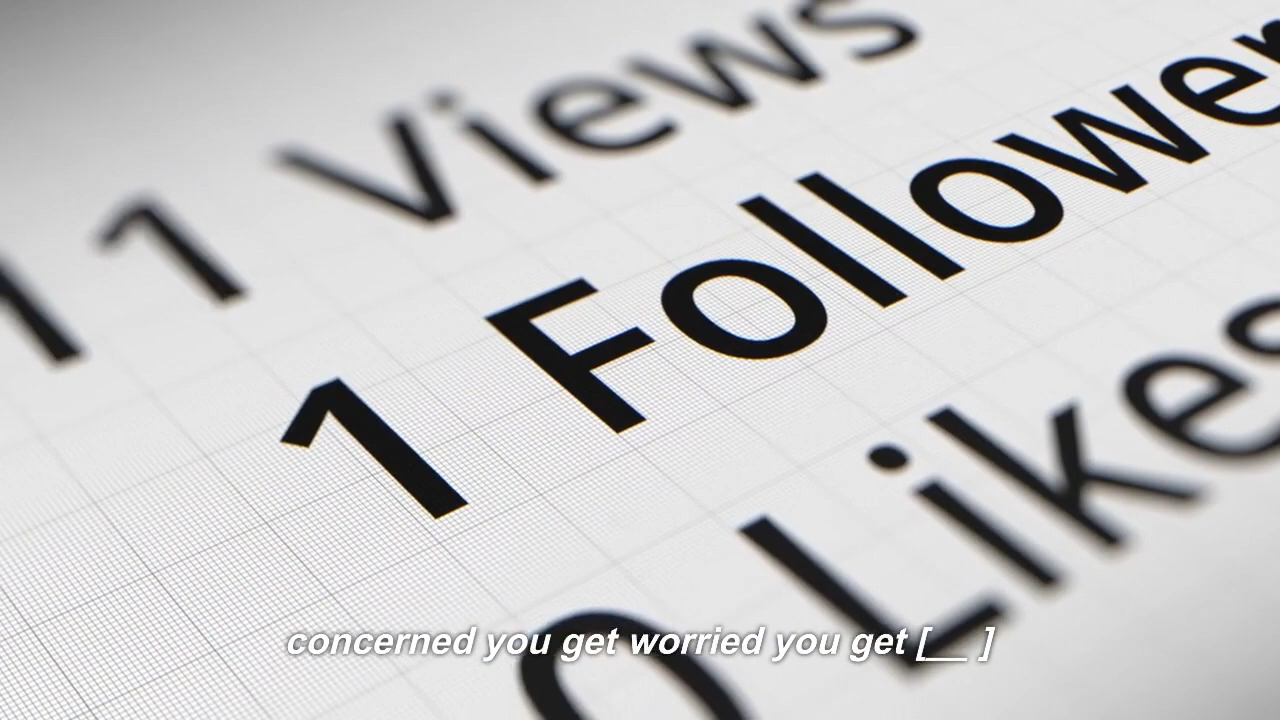 11 Views
1 Follower
0 Likes
concerned you get worried you get [__ ]